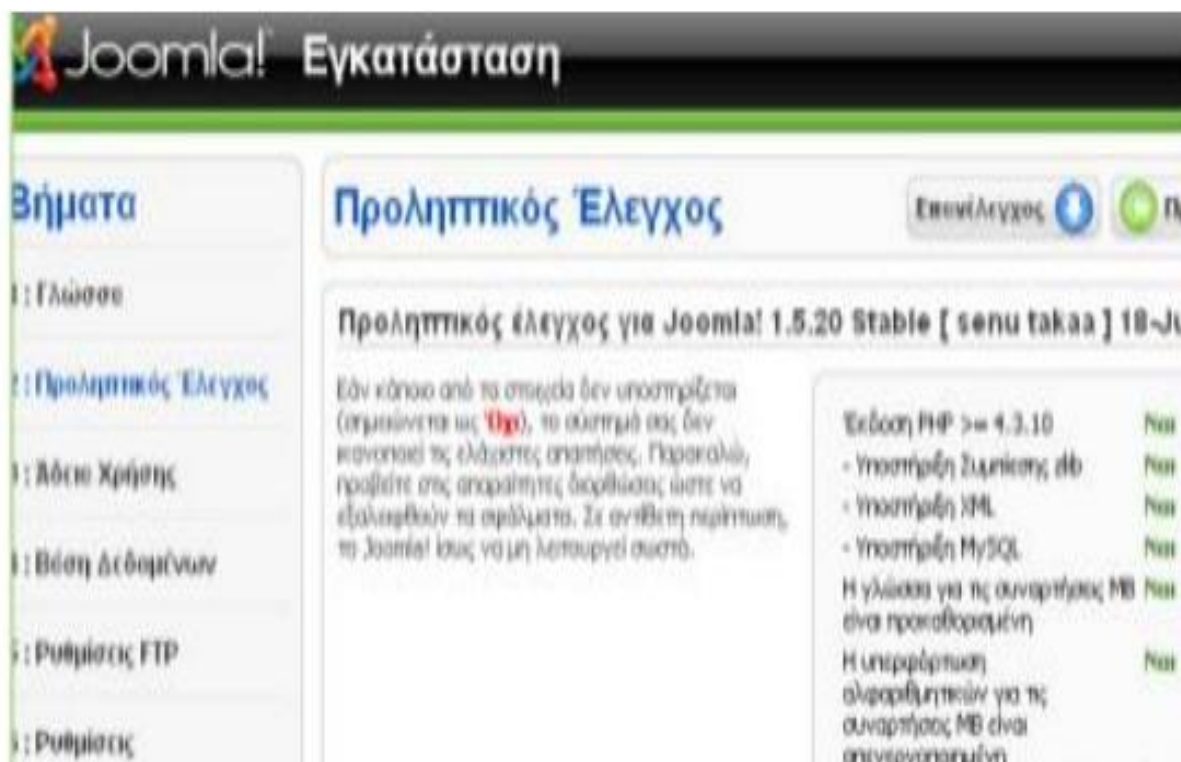 Joomla! Εγκατάσταση
Βήματα
: Γλώσσα
: Προληπτικός Έλεγχος
: Άδεια Χρήσης
: Βάση Δεδομένων
: Ρυθμίσεις FTP
: Ρυθμίσεις
Προληπτικός Έλεγχος
Επανέλεγχος
Προληπτικός έλεγχος για Joomla! 1.5.20 Stable [ senu takaa ] 18-Ju
Εάν κάποιο από τα στοιχεία δεν υποστηρίζεται
(σημειώνεται ως Όχι), το σύστημά σας δεν
ικανοποιεί τις ελάχιστες απαιτήσεις. Παρακαλώ,
προβείτε στις απαραίτητες διορθώσεις ώστε να
εξαλειφθούν τα σφάλματα. Σε αντίθετη περίπτωση,
το Joomla! ίσως να μη λειτουργεί σωστά.
Έκδοση PHP >= 4.3.10 Ναι
- Υποστήριξη Συμπίεσης zlib Ναι
- Υποστήριξη XML Ναι
- Υποστήριξη MySQL Ναι
Η γλώσσα για τις συναρτήσεις MB Ναι
είναι προκαθορισμένη
Η υπερφόρτωση Ναι
αλφαριθμητικών για τις
συναρτήσεις MB είναι
απενεργοποιημένη